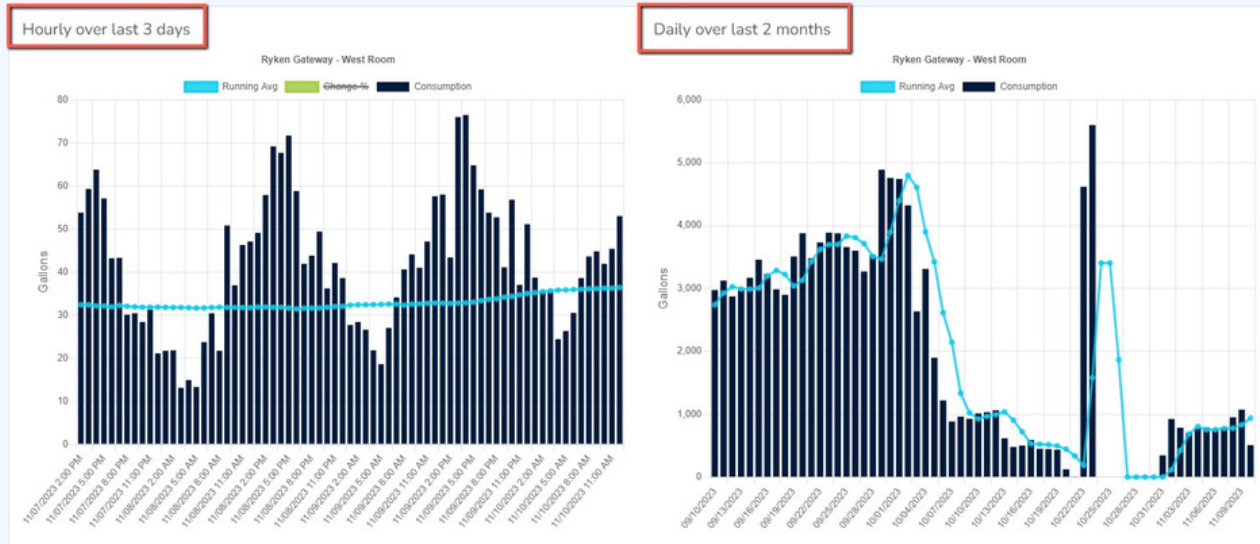 Hourly over last 3 days
Ryken Gateway - West Room
Running Avg Change % Consumption
80
70
60
50
40
30
20
10
0
Gallons
11/07/2023 2:00 PM
11/07/2023 5:00 PM
11/07/2023 8:00 PM
11/07/2023 11:00 PM
11/08/2023 2:00 AM
11/08/2023 5:00 AM
11/08/2023 8:00 AM
11/08/2023 11:00 AM
11/08/2023 2:00 PM
11/08/2023 5:00 PM
11/08/2023 8:00 PM
11/08/2023 11:00 PM
11/09/2023 2:00 AM
11/09/2023 5:00 AM
11/09/2023 8:00 AM
11/09/2023 11:00 AM
11/09/2023 2:00 PM
11/09/2023 5:00 PM
11/09/2023 8:00 PM
11/09/2023 11:00 PM
11/10/2023 2:00 AM
11/10/2023 5:00 AM
11/10/2023 8:00 AM
11/10/2023 11:00 AM
Daily over last 2 months
Ryken Gateway - West Room
Running Avg Consumption
6,000
5,000
4,000
3,000
2,000
1,000
0
Gallons
09/10/2023
09/13/2023
09/16/2023
09/19/2023
09/22/2023
09/25/2023
09/28/2023
10/01/2023
10/04/2023
10/07/2023
10/10/2023
10/13/2023
10/16/2023
10/19/2023
10/22/2023
10/25/2023
10/28/2023
10/31/2023
11/03/2023
11/06/2023
11/09/2023